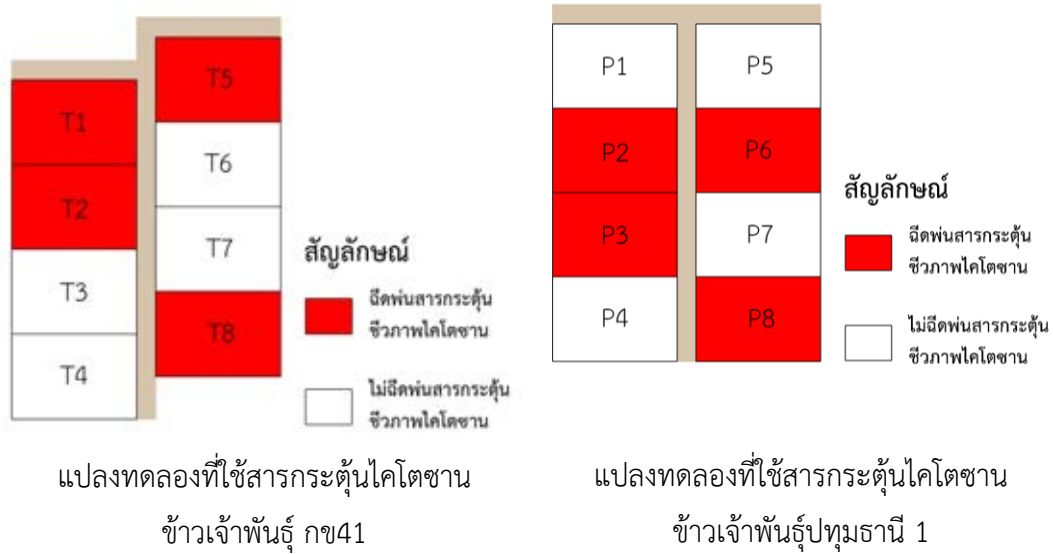 T1
T2
T3
T4
T5
T6
T7
T8
สัญลักษณ์
ฉีดพ่นสารกระตุ้น
ชีวภาพไคโตซาน
ไม่ฉีดพ่นสารกระตุ้น
ชีวภาพไคโตซาน
แปลงทดลองที่ใช้สารกระตุ้นไคโตซาน
ข้าวเจ้าพันธุ์ กข41
P1
P2
P3
P4
P5
P6
P7
P8
สัญลักษณ์
ฉีดพ่นสารกระตุ้น
ชีวภาพไคโตซาน
ไม่ฉีดพ่นสารกระตุ้น
ชีวภาพไคโตซาน
แปลงทดลองที่ใช้สารกระตุ้นไคโตซาน
ข้าวเจ้าพันธุ์ปทุมธานี 1